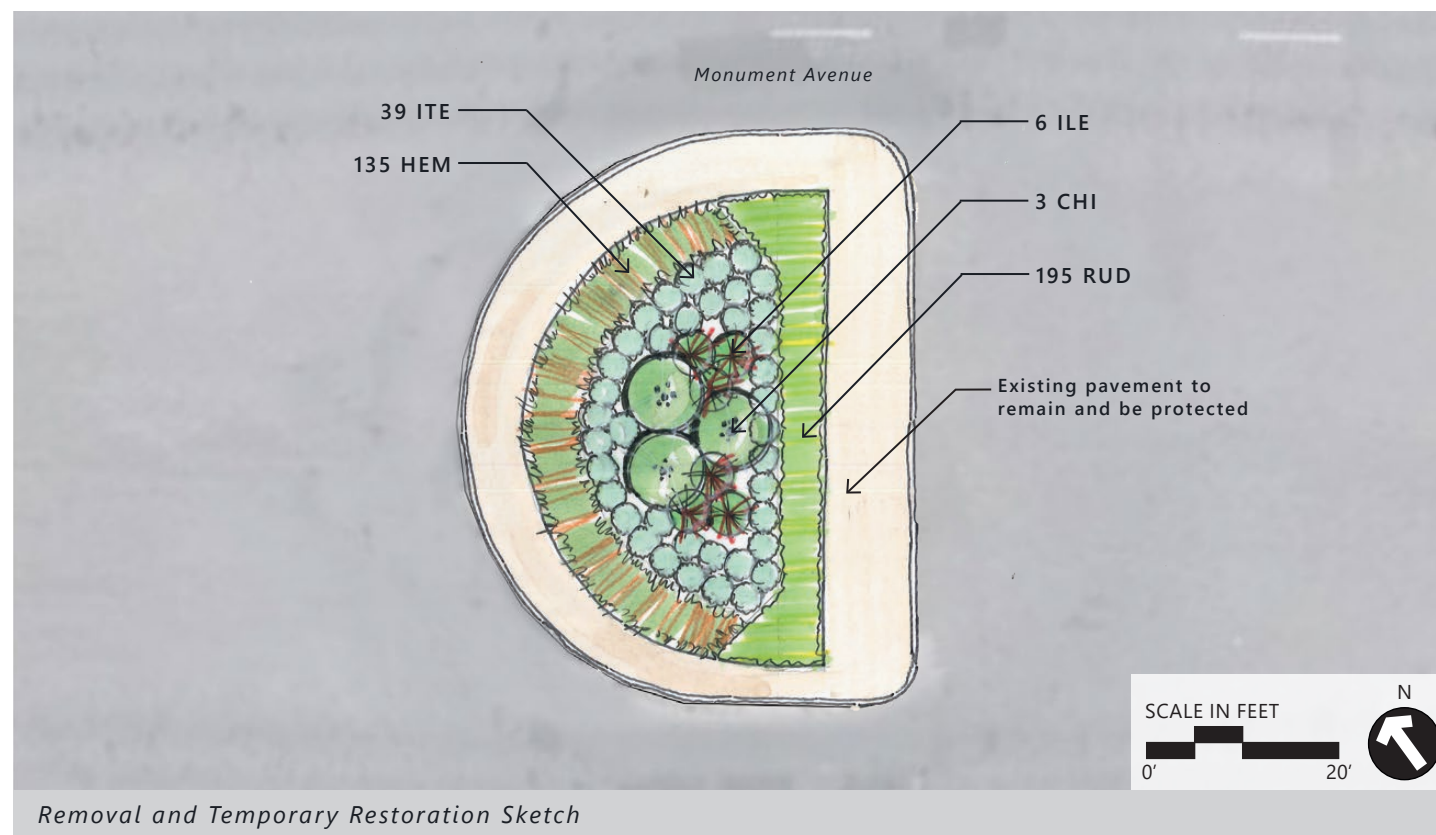 Monument Avenue
39 ITE
135 HEM
6 ILE
3 CHI
195 RUD
Existing pavement to
remain and be protected
N
SCALE IN FEET
0' 20'
Removal and Temporary Restoration Sketch